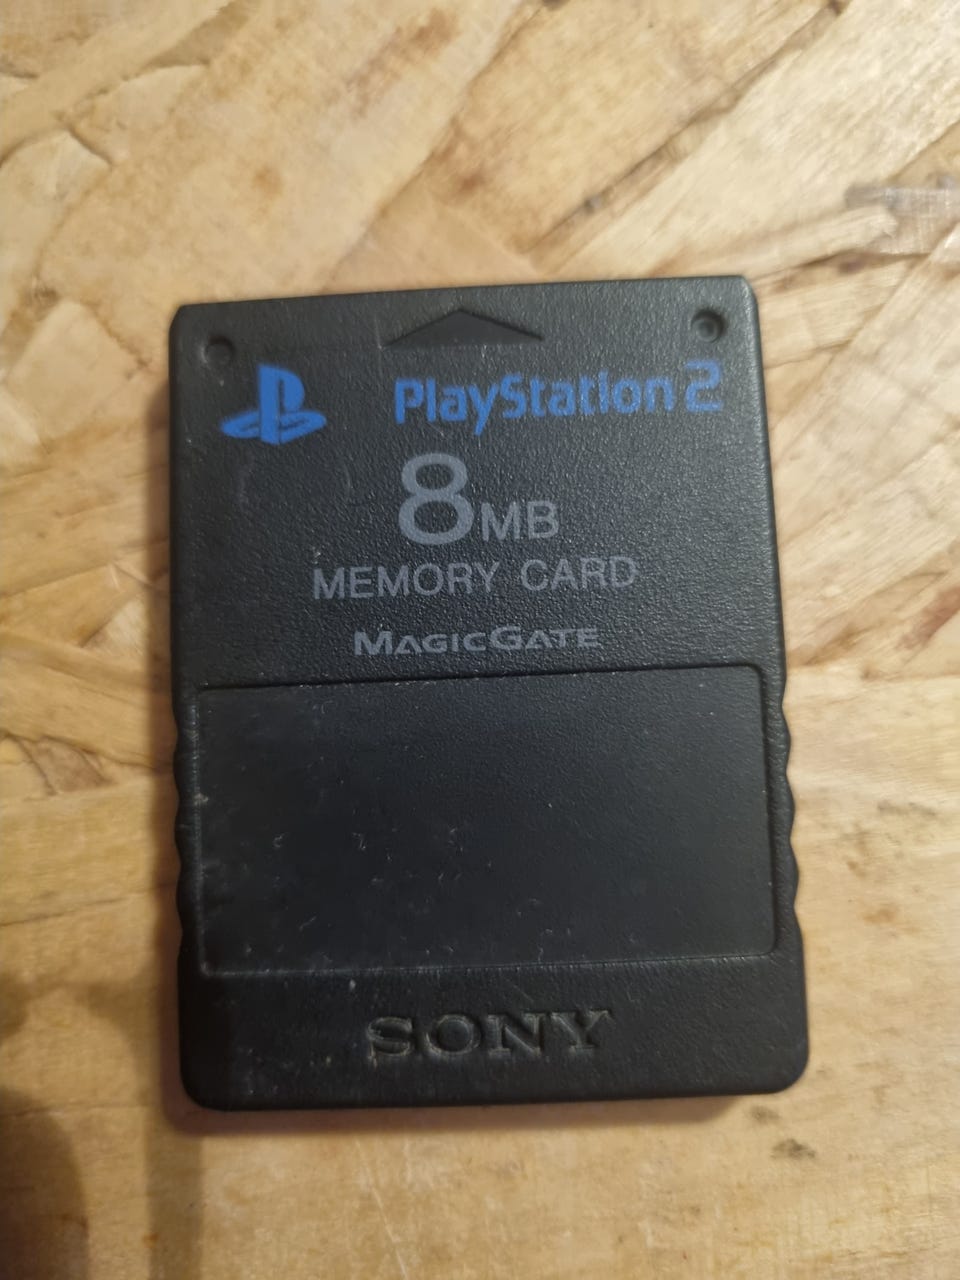 PlayStation 2
8MB
MEMORY CARD
MAGICGATE
SONY